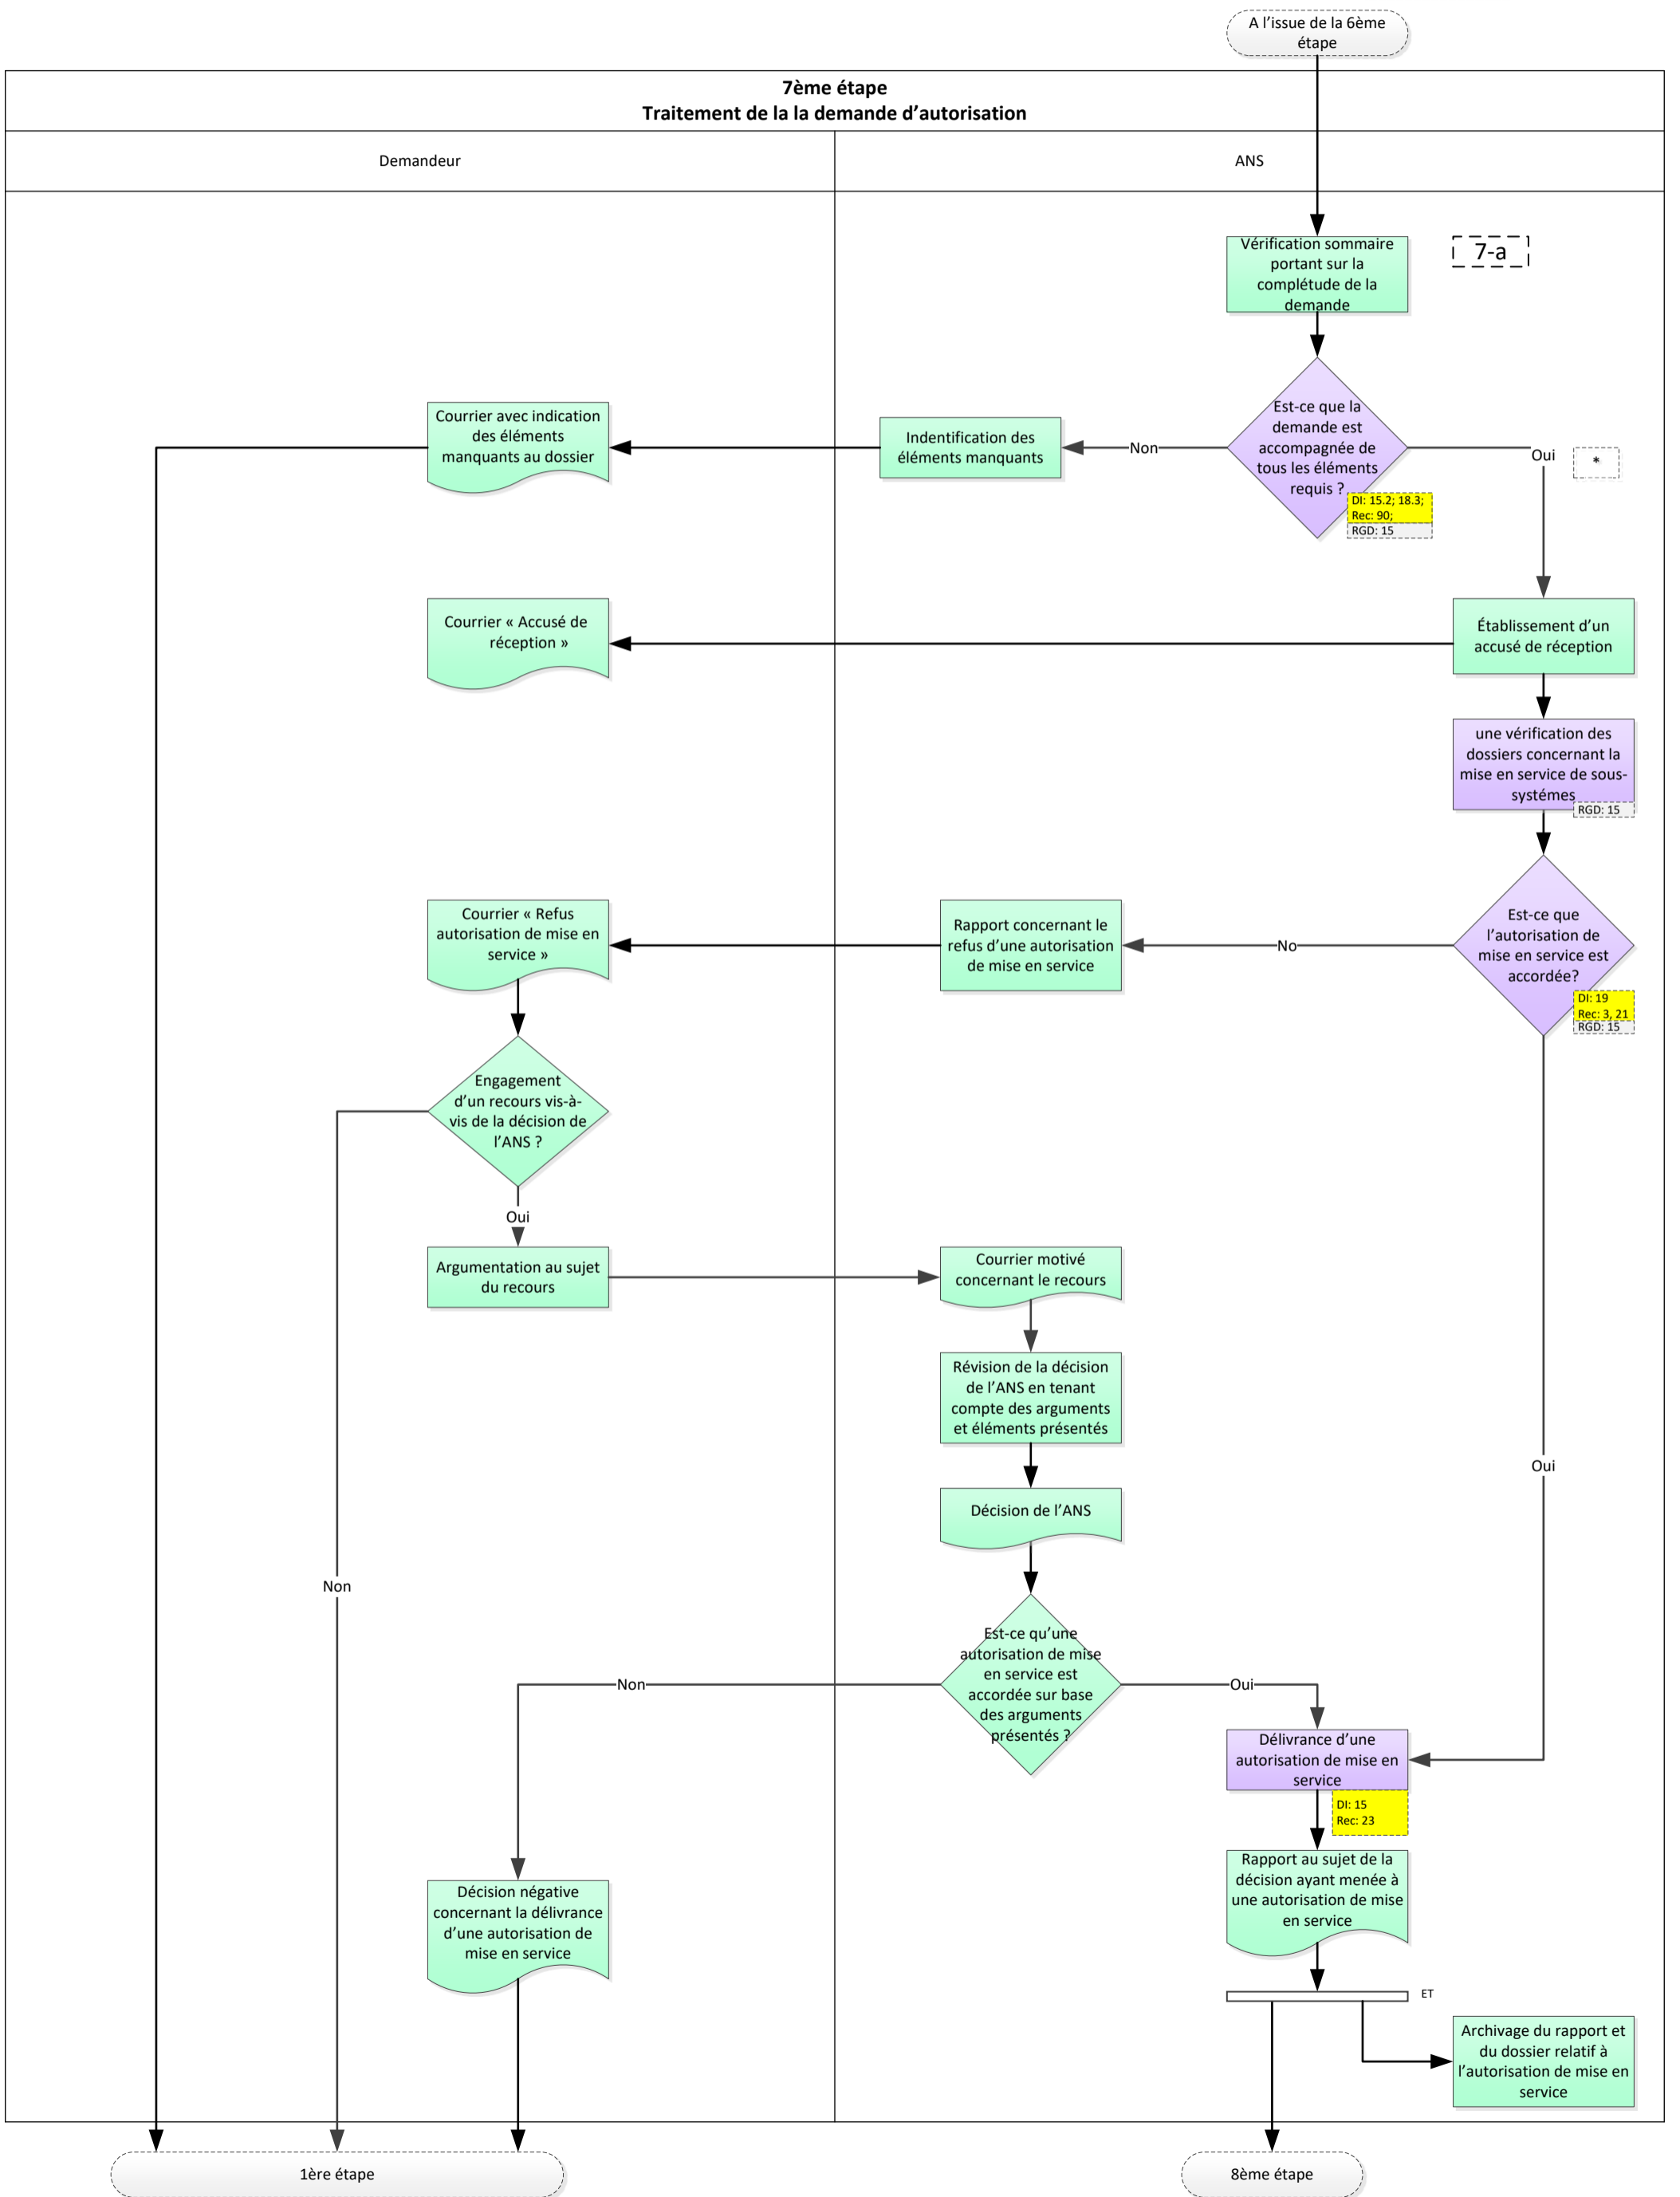 A l'issue de la 6ème
étape
7ème étape
Traitement de la la demande d'autorisation
Demandeur
ANS
Vérification sommaire
portant sur la
complétude de la
demande
7-a
Est-ce que la
demande est
accompagnée de
tous les éléments
requis ?
DI: 15.2; 18.3;
Rec: 90;
RGD: 15
Non
Indentification des
éléments manquants
Courrier avec indication
des éléments
manquants au dossier
Oui
*
Établissement d'un
accusé de réception
Courrier « Accusé de
réception »
une vérification des
dossiers concernant la
mise en service de sous-
systémes
RGD: 15
Est-ce que
l'autorisation de
mise en service est
accordée?
DI: 19
Rec: 3, 21
RGD: 15
No
Rapport concernant le
refus d'une autorisation
de mise en service
Courrier « Refus
autorisation de mise en
service »
Engagement
d'un recours vis-à-
vis de la décision de
l'ANS ?
Oui
Argumentation au sujet
du recours
Courrier motivé
concernant le recours
Révision de la décision
de l'ANS en tenant
compte des arguments
et éléments présentés
Oui
Décision de l'ANS
Non
Est-ce qu'une
autorisation de mise
en service est
accordée sur base
des arguments
présentés ?
Non
Oui
Délivrance d'une
autorisation de mise en
service
DI: 15
Rec: 23
Rapport au sujet de la
décision ayant menée à
une autorisation de mise
en service
Décision négative
concernant la délivrance
d'une autorisation de
mise en service
ET
Archivage du rapport et
du dossier relatif à
l'autorisation de mise en
service
1ère étape
8ème étape